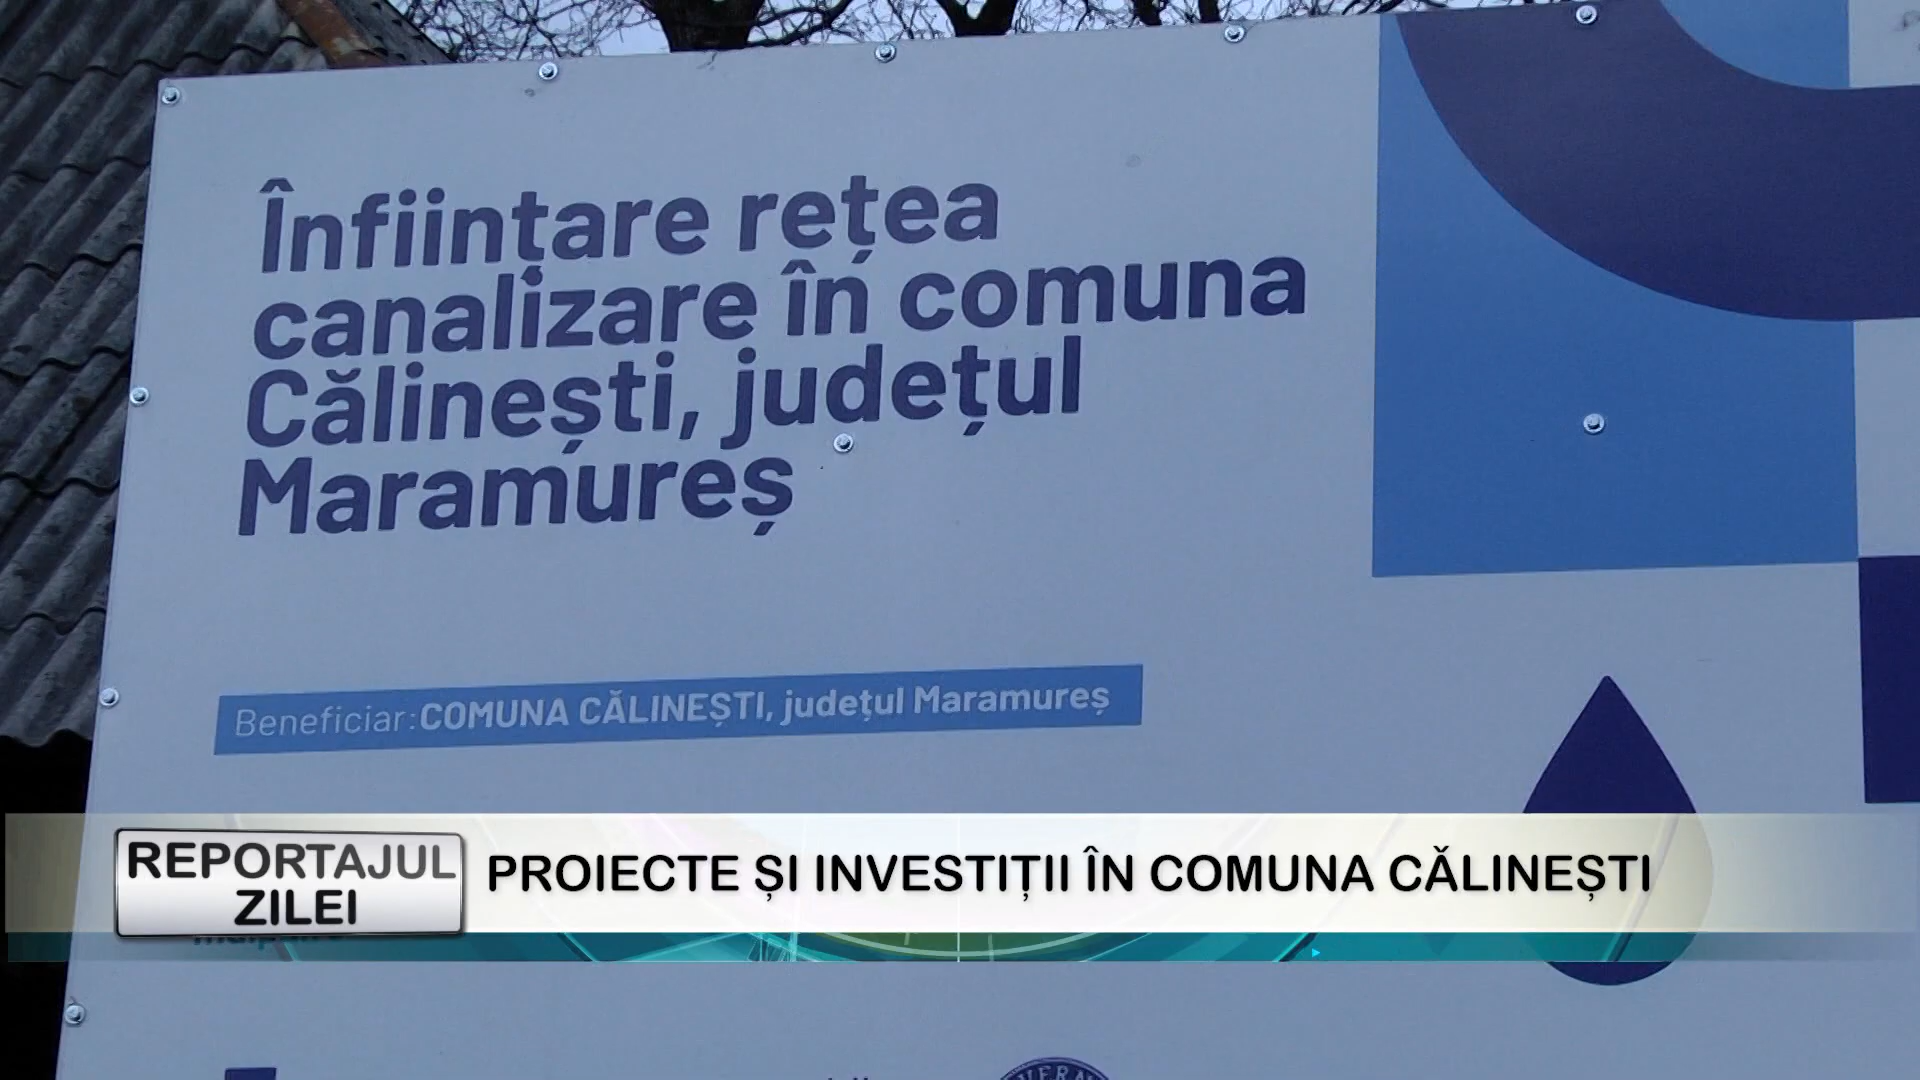 Înființare rețea
canalizare în comuna
Călinești, județul
Maramureș
Beneficiar: COMUNA CĂLINEȘTI, județul Maramureș
REPORTAJUL
ZILEI
PROIECTE ȘI INVESTIȚII ÎN COMUNA CĂLINEȘTI